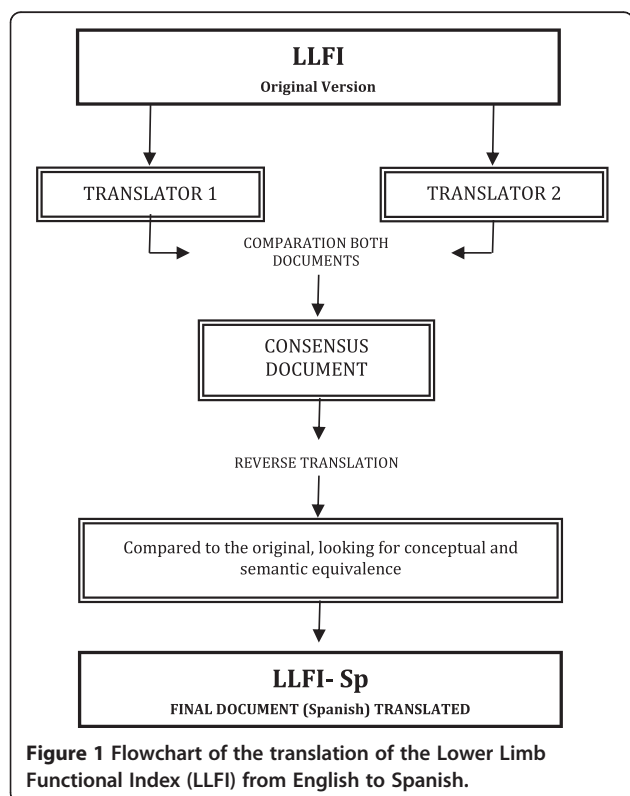 LLFI
Original Version
TRANSLATOR 1
TRANSLATOR 2
COMPARATION BOTH
DOCUMENTS
CONSENSUS
DOCUMENT
REVERSE TRANSLATION
Compared to the original, looking for conceptual and
semantic equivalence
LLFI- Sp
FINAL DOCUMENT (Spanish) TRANSLATED
Figure 1 Flowchart of the translation of the Lower Limb
Functional Index (LLFI) from English to Spanish.